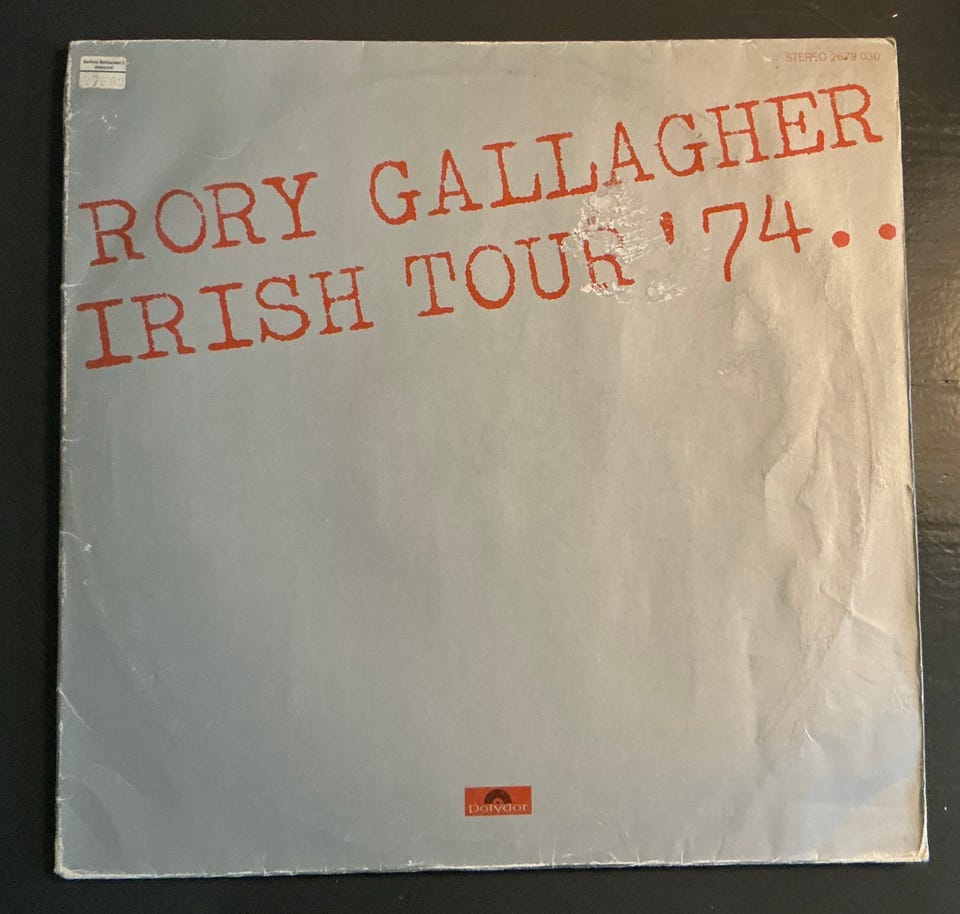 STEREO 2679 030
RORY GALLAGHER
IRISH TOUR '74..
polydor